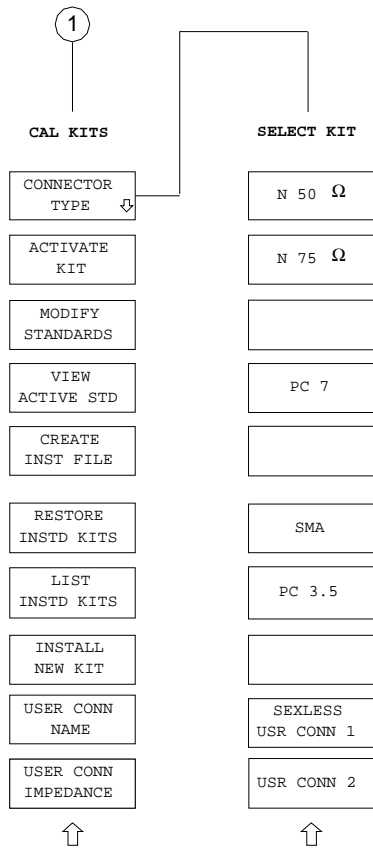 1
CAL KITS
CONNECTOR
TYPE
ACTIVATE
KIT
MODIFY
STANDARDS
VIEW
ACTIVE STD
CREATE
INST FILE
RESTORE
INSTD KITS
LIST
INSTD KITS
INSTALL
NEW KIT
USER CONN
NAME
USER CONN
IMPEDANCE
SELECT KIT
N 50 Ω
N 75 Ω
PC 7
SMA
PC 3.5
SEXLESS
USR CONN 1
USR CONN 2